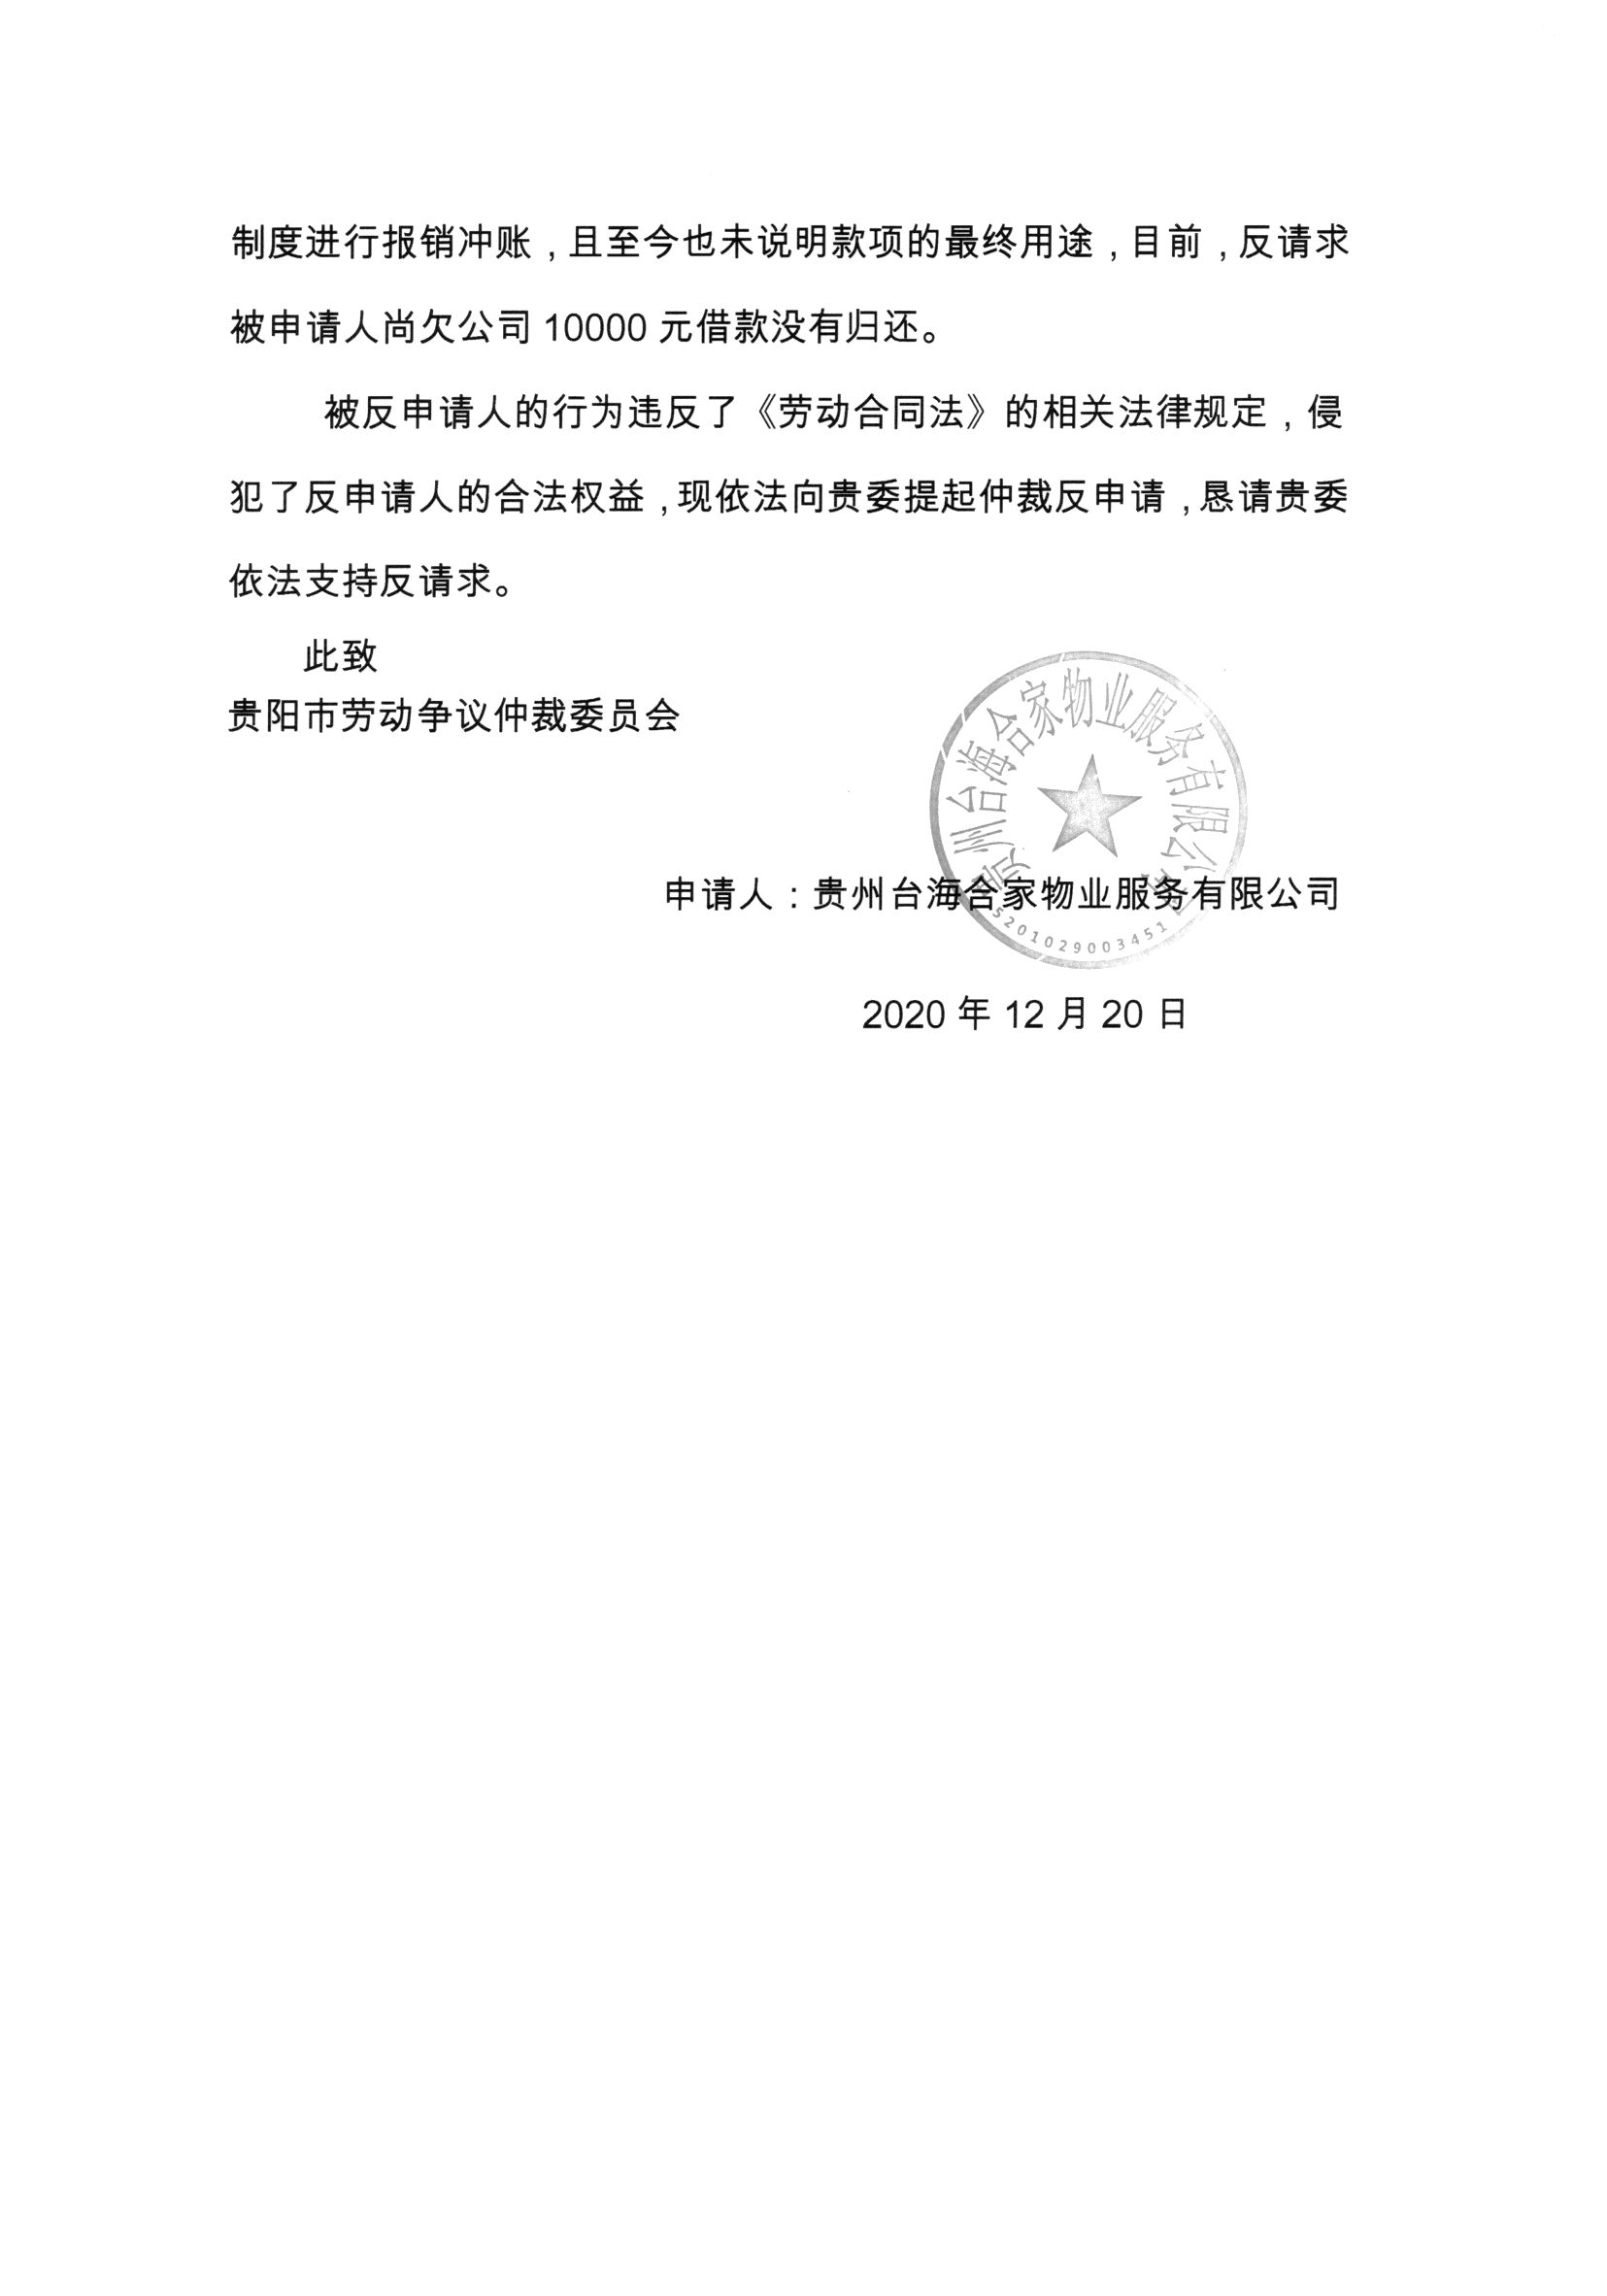 制度进行报销冲账，且至今也未说明款项的最终用途，目前，反请求
被申请人尚欠公司 10000 元借款没有归还。
被反申请人的行为违反了《劳动合同法》的相关法律规定，侵
犯了反申请人的合法权益，现依法向贵委提起仲裁反申请，恳请贵委
依法支持反请求。
此致
贵阳市劳动争议仲裁委员会
贵州台海合家物业服务有限公司
申请人：贵州台海合家物业服务有限公司
5201029003451
2020 年 12 月 20 日